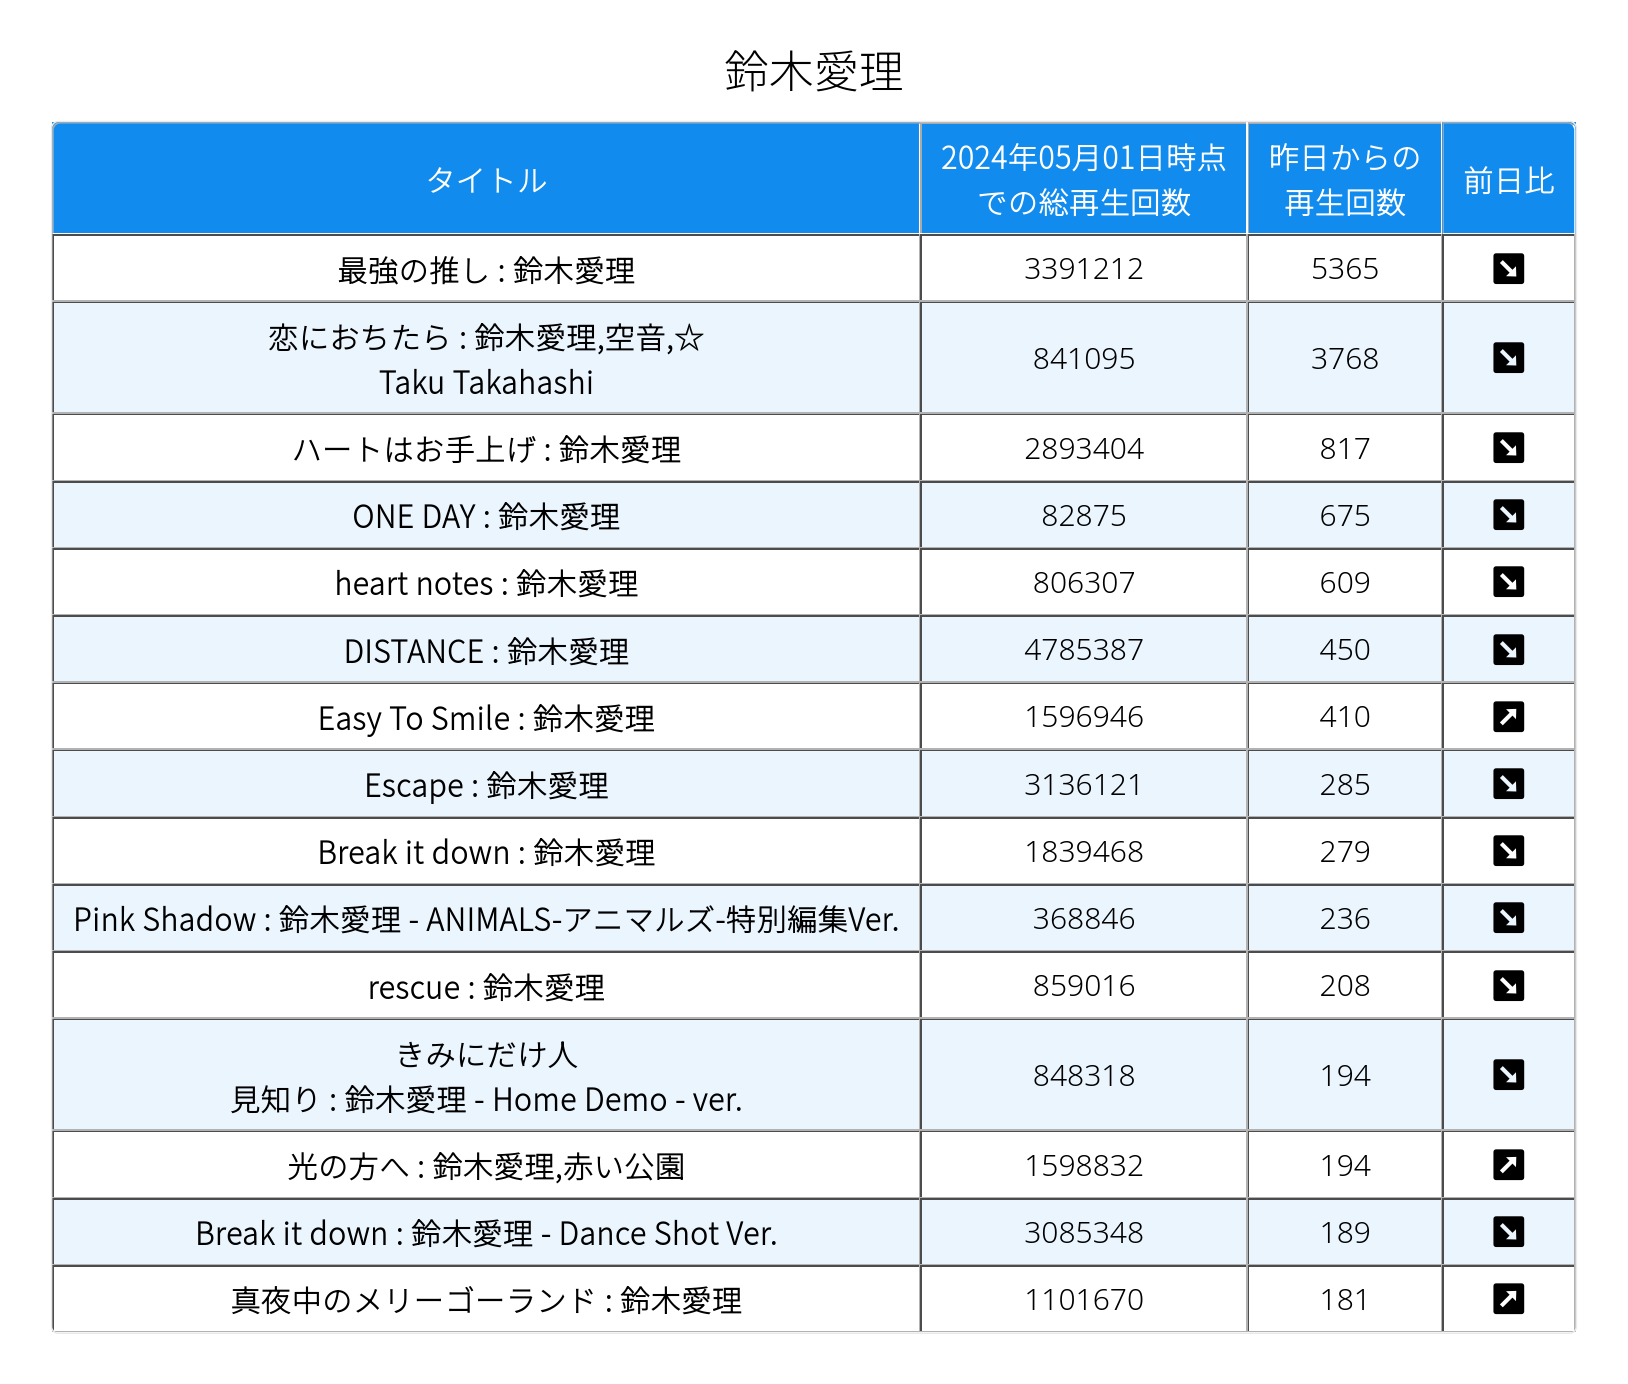 鈴木愛理
タイトル
2024年05月01日時点
での総再生回数
昨日からの
再生回数
前日比
最強の推し : 鈴木愛理 3391212 5365 ↘
恋におちたら : 鈴木愛理,空音,☆
Taku Takahashi
841095 3768 ↘
ハートはお手上げ : 鈴木愛理 2893404 817 ↘
ONE DAY : 鈴木愛理 82875 675 ↘
heart notes : 鈴木愛理 806307 609 ↘
DISTANCE : 鈴木愛理 4785387 450 ↘
Easy To Smile : 鈴木愛理 1596946 410 ↗
Escape : 鈴木愛理 3136121 285 ↘
Break it down : 鈴木愛理 1839468 279 ↘
Pink Shadow : 鈴木愛理 - ANIMALS-アニマルズ-特別編集Ver. 368846 236 ↘
rescue : 鈴木愛理 859016 208 ↘
きみにだけ人
見知り : 鈴木愛理 - Home Demo - ver.
848318 194 ↘
光の方へ : 鈴木愛理,赤い公園 1598832 194 ↗
Break it down : 鈴木愛理 - Dance Shot Ver. 3085348 189 ↘
真夜中のメリーゴーランド : 鈴木愛理 1101670 181 ↗